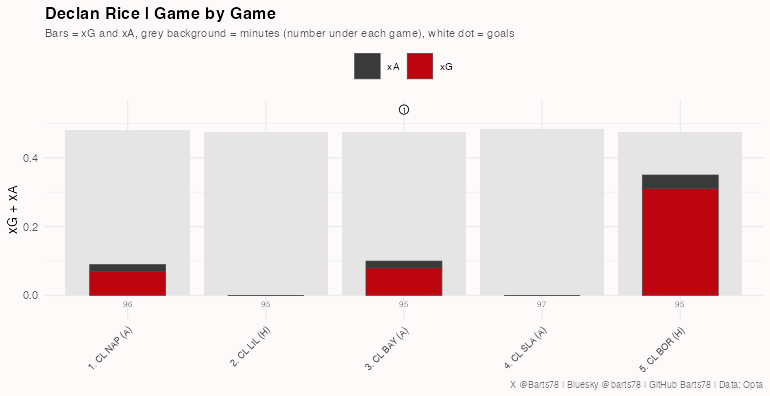 Declan Rice | Game by Game
Bars = xG and xA, grey background = minutes (number under each game), white dot = goals
xA xG
1
xG + xA
0.4
0.2
0.0
96 95 95 97 95
1. CL NAP (A)
2. CL LIL (H)
3. CL BAY (A)
4. CL SLA (A)
5. CL BOR (H)
X @Barts78 | Bluesky @barts78 | GitHub Barts78 | Data: Opta